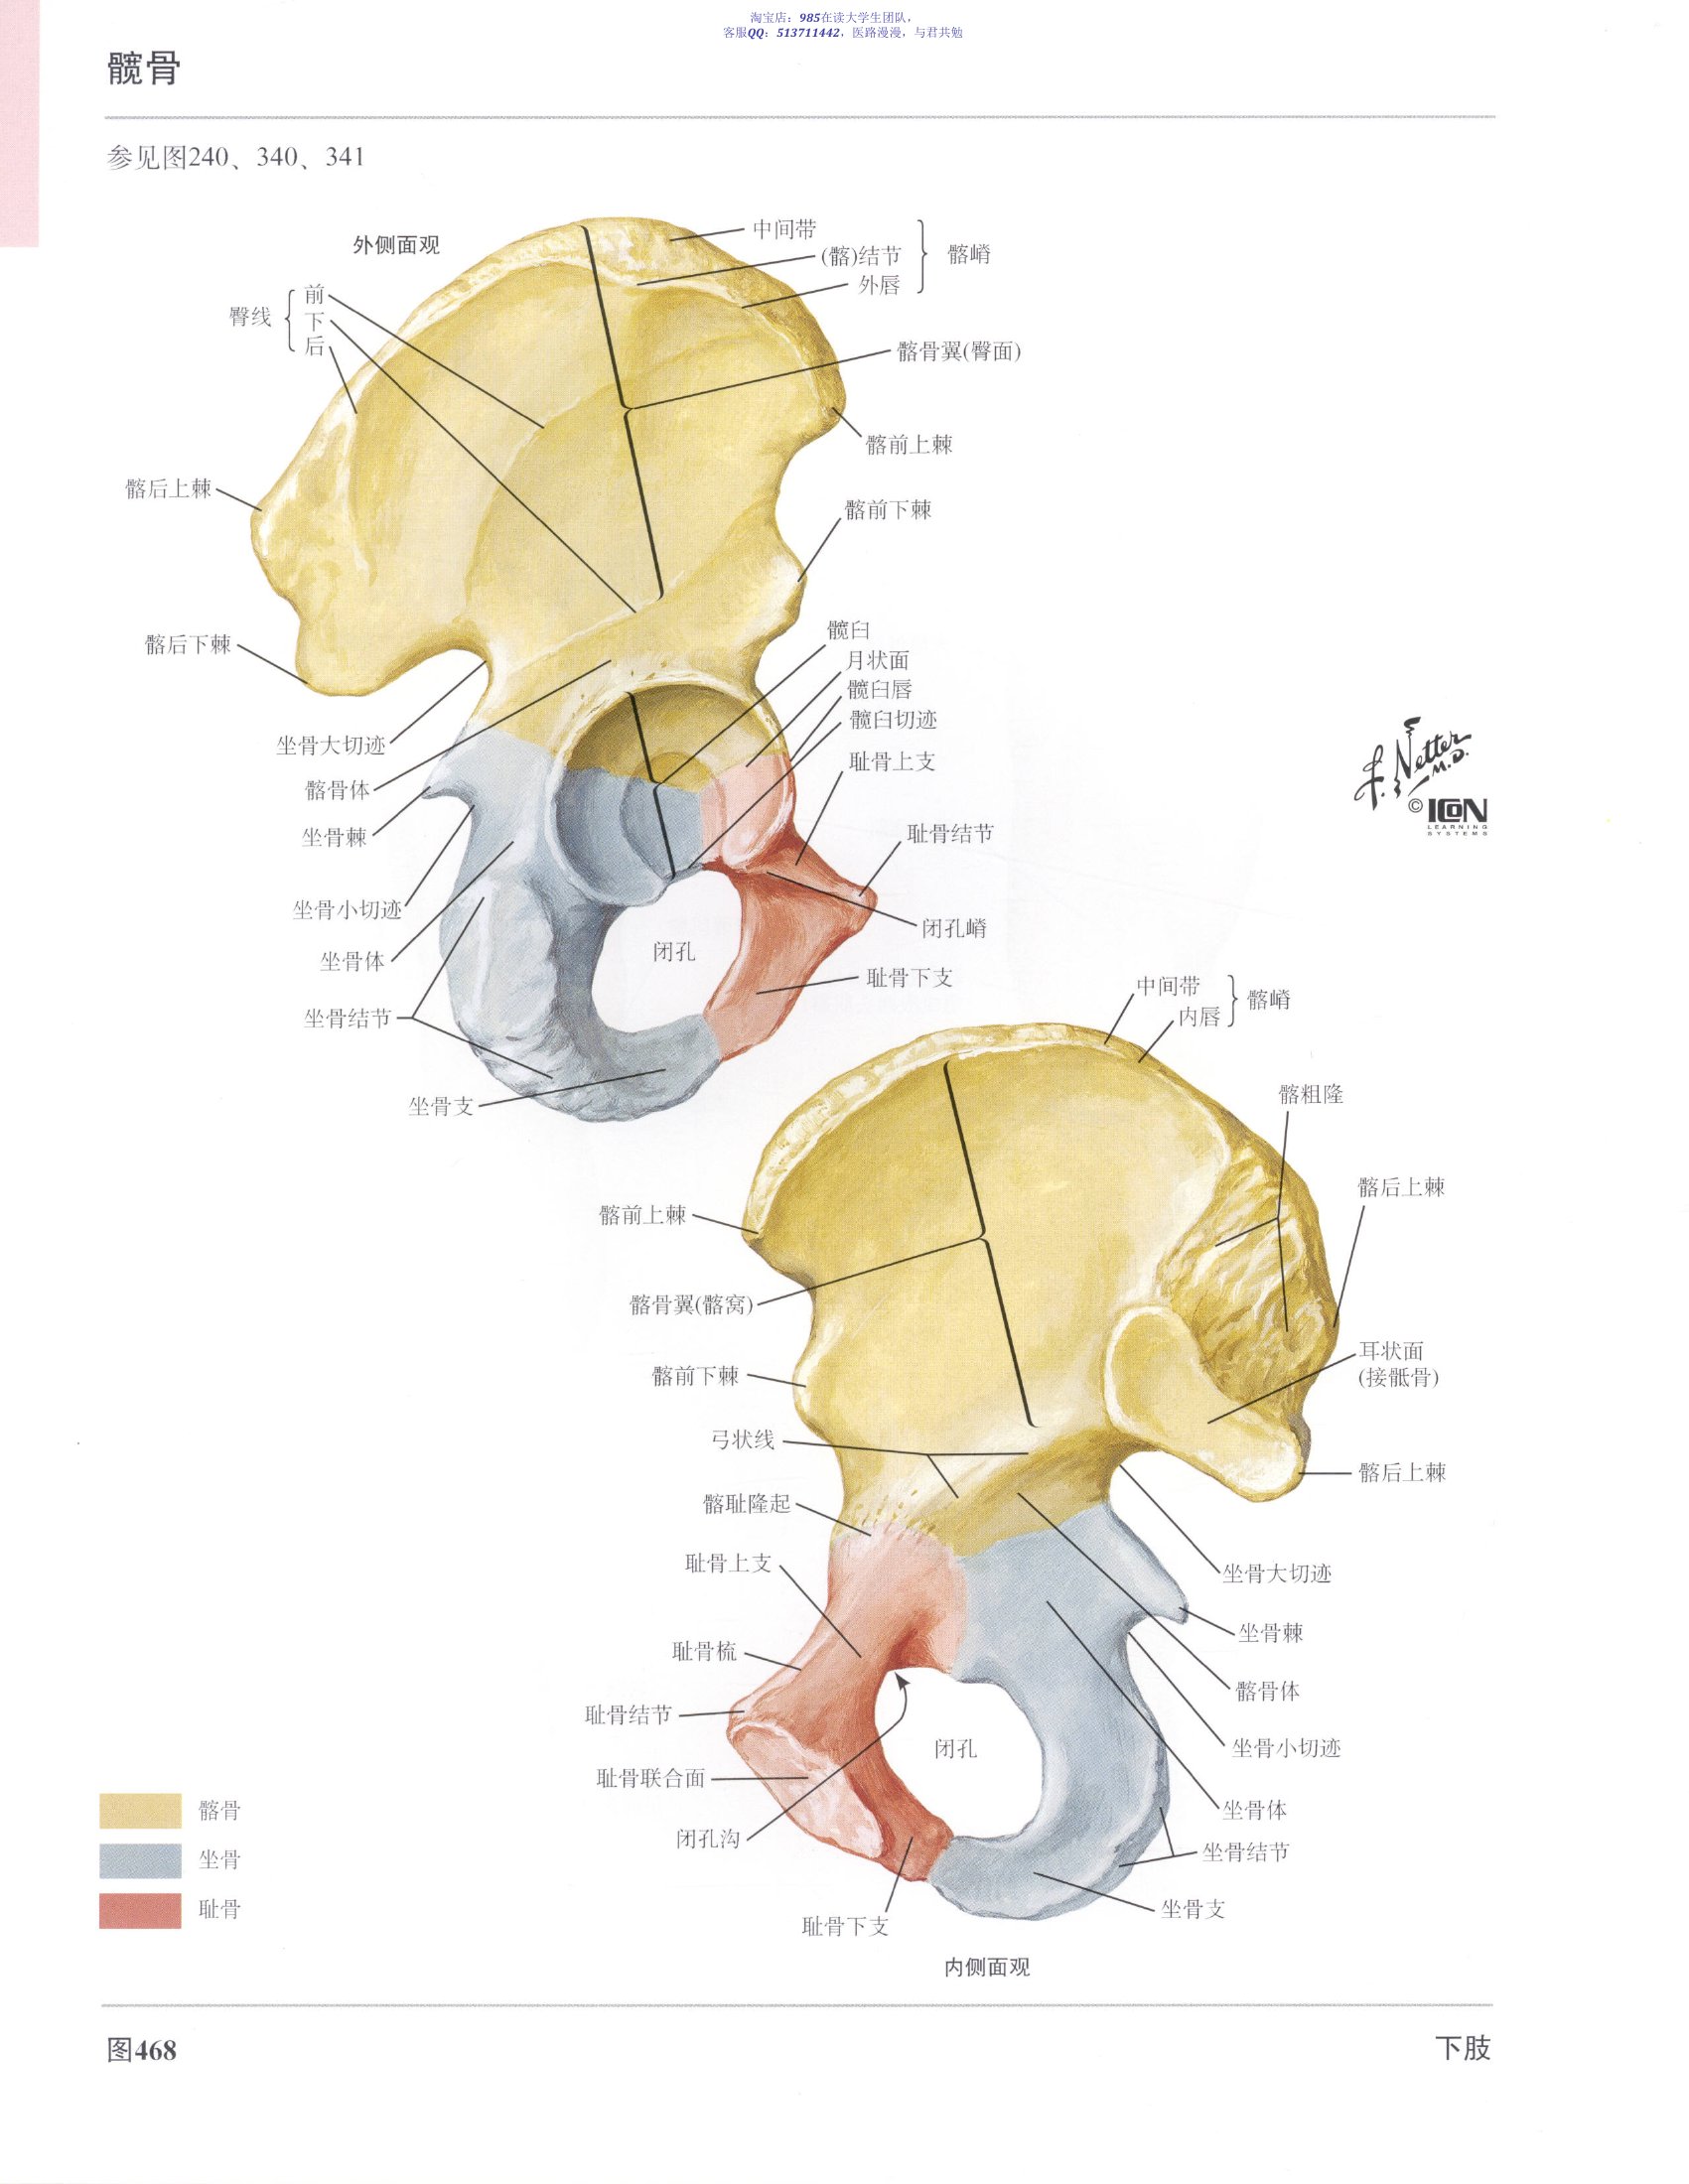 淘宝店：985在读大学生团队，
客服QQ：513711442，医路漫漫，与君共勉
髋骨
参见图240、340、341
外侧面观
中间带
(髂)结节
外唇
髂嵴
臀线
前
下
后
髂骨翼(臀面)
髂前上棘
髂后上棘
髂前下棘
髂后下棘
髋臼
月状面
髋臼唇
髋臼切迹
坐骨大切迹
耻骨上支
髂骨体
坐骨棘
耻骨结节
坐骨小切迹
闭孔嵴
坐骨体
闭孔
耻骨下支
坐骨结节
坐骨支
F. Netter
M.D.
© ICON
LEARNING
SYSTEMS
中间带
内唇
髂嵴
髂粗隆
髂后上棘
髂前上棘
髂骨翼(髂窝)
耳状面
(接骶骨)
髂前下棘
弓状线
髂后上棘
髂耻隆起
耻骨上支
坐骨大切迹
坐骨棘
耻骨梳
髂骨体
耻骨结节
闭孔
坐骨小切迹
耻骨联合面
坐骨体
闭孔沟
坐骨结节
坐骨支
耻骨下支
内侧面观
髂骨
坐骨
耻骨
图468
下肢